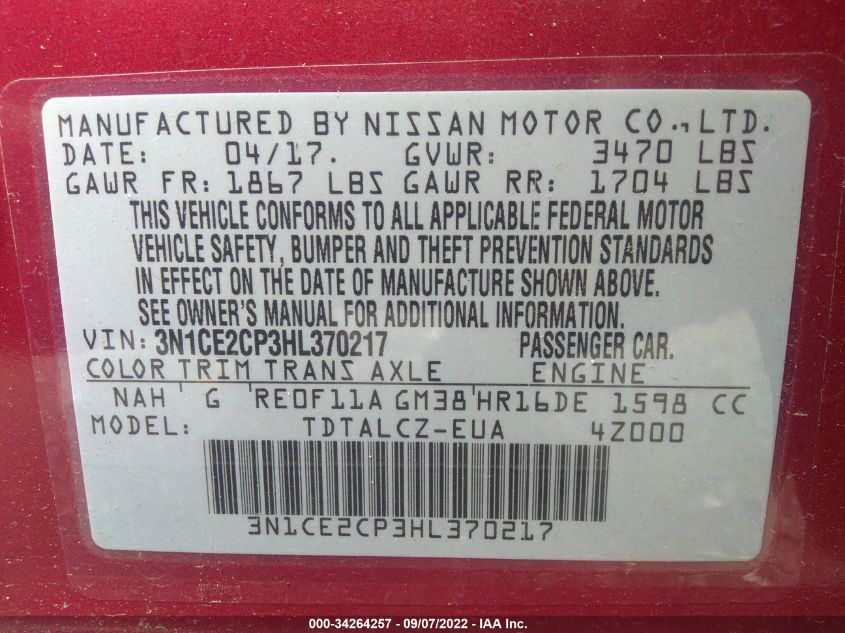 MANUFACTURED BY NISSAN MOTOR CO., LTD.
DATE: 04/17. GVWR: 3470 LBS
GAWR FR: 1867 LBS GAWR RR: 1704 LBS
THIS VEHICLE CONFORMS TO ALL APPLICABLE FEDERAL MOTOR
VEHICLE SAFETY, BUMPER AND THEFT PREVENTION STANDARDS
IN EFFECT ON THE DATE OF MANUFACTURE SHOWN ABOVE.
SEE OWNER'S MANUAL FOR ADDITIONAL INFORMATION.
VIN: 3N1CE2CP3HL370217 PASSENGER CAR.
COLOR TRIM TRANS AXLE ENGINE
NAH G RE0F11A GM38 HR16DE 1598 CC
MODEL: TDTALCZ-EUA 4Z000
3N1CE2CP3HL370217
000-34264257 - 09/07/2022 - IAA Inc.